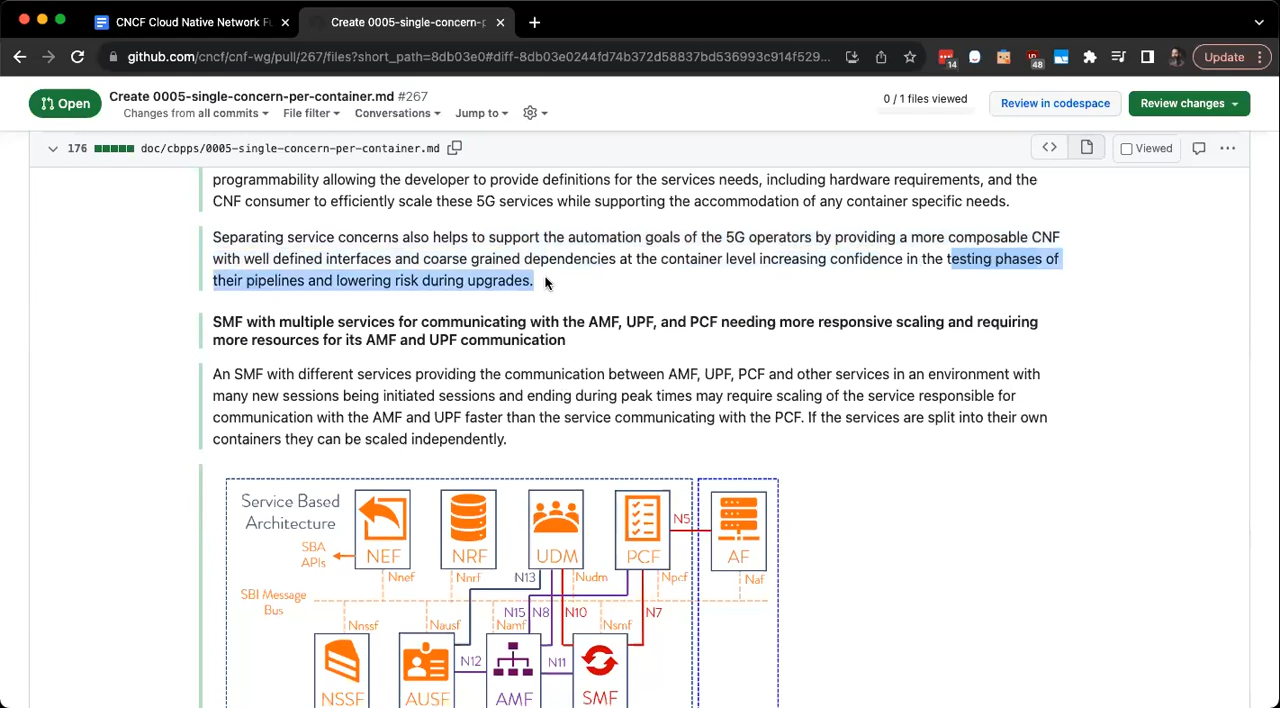 CNCF Cloud Native Network Fu
Create 0005-single-concern-p
github.com/cncf/cnf-wg/pull/267/files?short_path=8db03e0#diff-8db03e0244fd74b372d58837bd536993c914f529...
14
48
Update
Open
Create 0005-single-concern-per-container.md #267
Changes from all commits
File filter
Conversations
Jump to
0 / 1 files viewed
Review in codespace
Review changes
176
doc/cbpps/0005-single-concern-per-container.md
Viewed
programmability allowing the developer to provide definitions for the services needs, including hardware requirements, and the
CNF consumer to efficiently scale these 5G services while supporting the accommodation of any container specific needs.
Separating service concerns also helps to support the automation goals of the 5G operators by providing a more composable CNF
with well defined interfaces and coarse grained dependencies at the container level increasing confidence in the testing phases of
their pipelines and lowering risk during upgrades.
SMF with multiple services for communicating with the AMF, UPF, and PCF needing more responsive scaling and requiring
more resources for its AMF and UPF communication
An SMF with different services providing the communication between AMF, UPF, PCF and other services in an environment with
many new sessions being initiated sessions and ending during peak times may require scaling of the service responsible for
communication with the AMF and UPF faster than the service communicating with the PCF. If the services are split into their own
containers they can be scaled independently.
Service Based
Architecture
SBA
APIs
NEF
NRF
UDM
PCF
N5
AF
Nnef
Nnrf
N13
Nudm
Npcf
Naf
SBI Message
Bus
N15
N8
N10
N7
Nnssf
Nausf
Namf
Nsmf
N12
N11
NSSF
AUSF
AMF
SMF